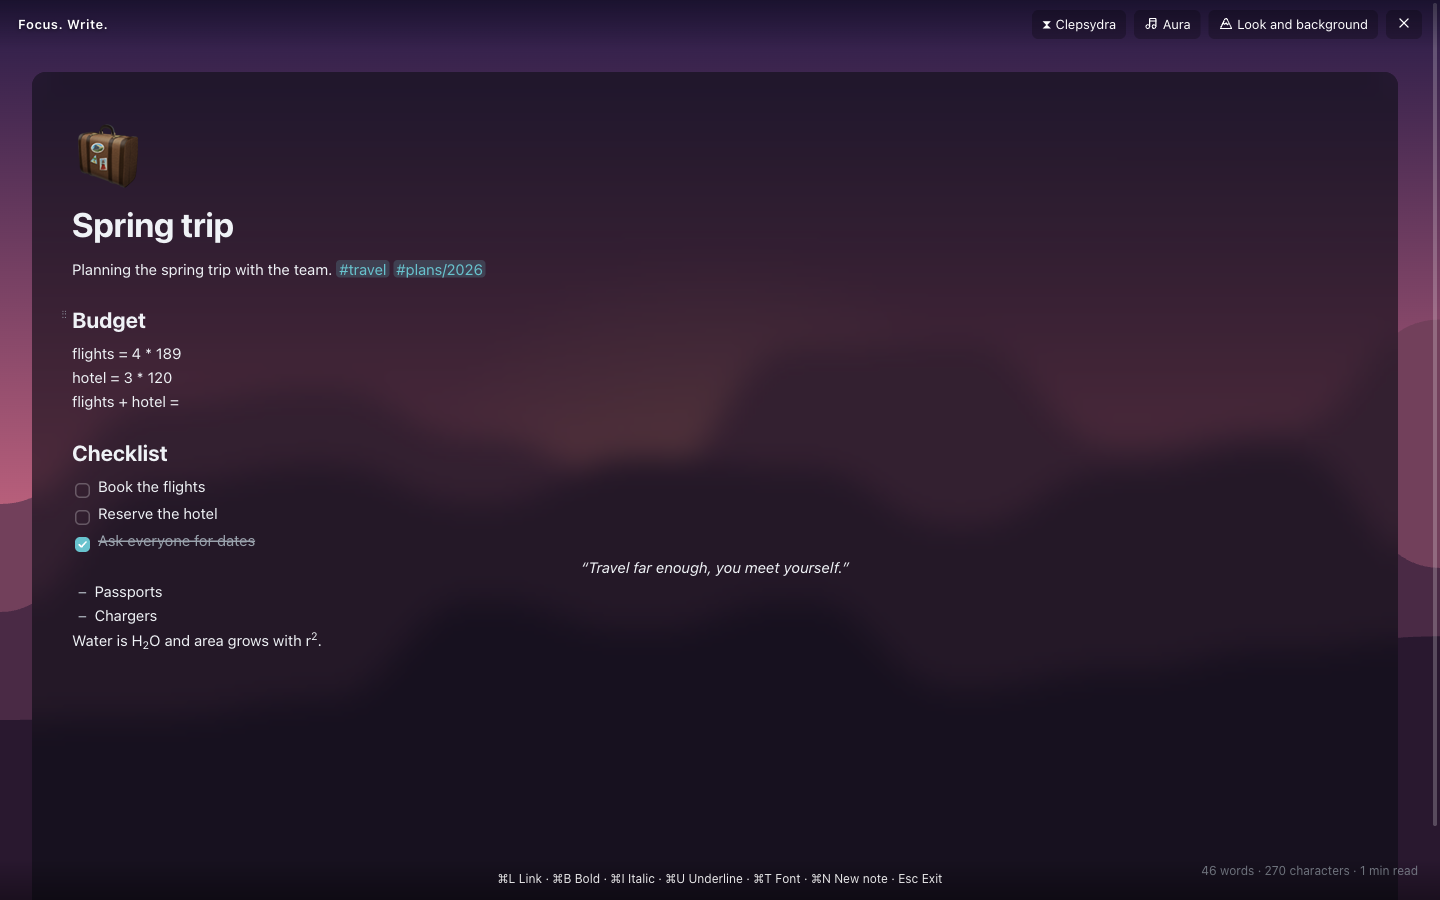 Focus. Write.
Clepsydra
Aura
Look and background
Spring trip
Planning the spring trip with the team. #travel #plans/2026
Budget
flights = 4 * 189
hotel = 3 * 120
flights + hotel =
Checklist
Book the flights
Reserve the hotel
Ask everyone for dates
“Travel far enough, you meet yourself.”
– Passports
– Chargers
Water is H₂O and area grows with r².
⌘L Link · ⌘B Bold · ⌘I Italic · ⌘U Underline · ⌘T Font · ⌘N New note · Esc Exit
46 words · 270 characters · 1 min read